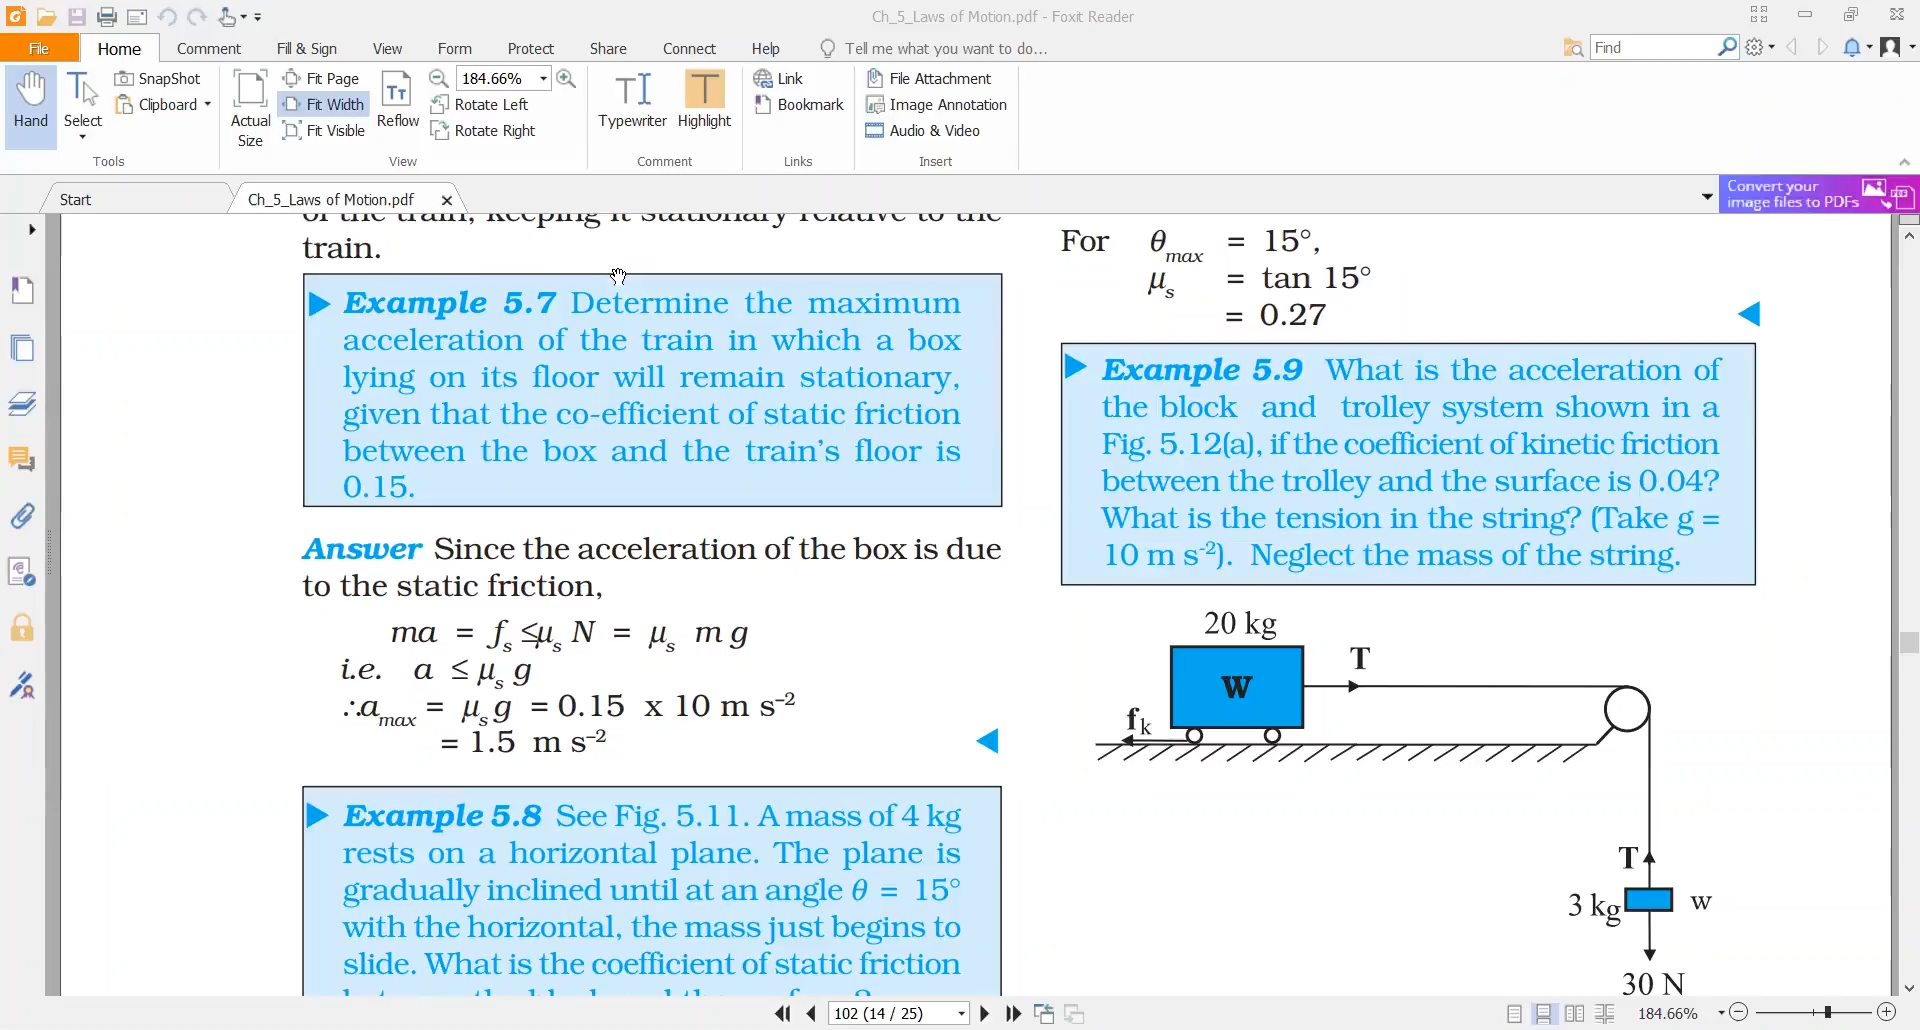 Ch_5_Laws of Motion.pdf - Foxit Reader
File Home Comment Fill & Sign View Form Protect Share Connect Help Tell me what you want to do... Find
Hand
Select
SnapShot
Clipboard
Tools
Actual
Size
Fit Page
Fit Width
Fit Visible
Reflow
184.66%
Rotate Left
Rotate Right
View
Typewriter
Highlight
Comment
Link
Bookmark
Links
File Attachment
Image Annotation
Audio & Video
Insert
Start
Ch_5_Laws of Motion.pdf
Convert your
image files to PDFs
of the train, keeping it stationary relative to the
train.
Example 5.7 Determine the maximum
acceleration of the train in which a box
lying on its floor will remain stationary,
given that the co-efficient of static friction
between the box and the train's floor is
0.15.
Answer Since the acceleration of the box is due
to the static friction,
ma = fs ≤μs N = μs m g
i.e. a ≤ μs g
∴amax = μs g = 0.15 x 10 m s–2
= 1.5 m s–2
Example 5.8 See Fig. 5.11. A mass of 4 kg
rests on a horizontal plane. The plane is
gradually inclined until at an angle θ = 15°
with the horizontal, the mass just begins to
slide. What is the coefficient of static friction
For θmax = 15°,
μs = tan 15°
= 0.27
Example 5.9 What is the acceleration of
the block and trolley system shown in a
Fig. 5.12(a), if the coefficient of kinetic friction
between the trolley and the surface is 0.04?
What is the tension in the string? (Take g =
10 m s-2). Neglect the mass of the string.
20 kg
W
T
fk
T
3 kg
w
30 N
102 (14 / 25)
184.66%